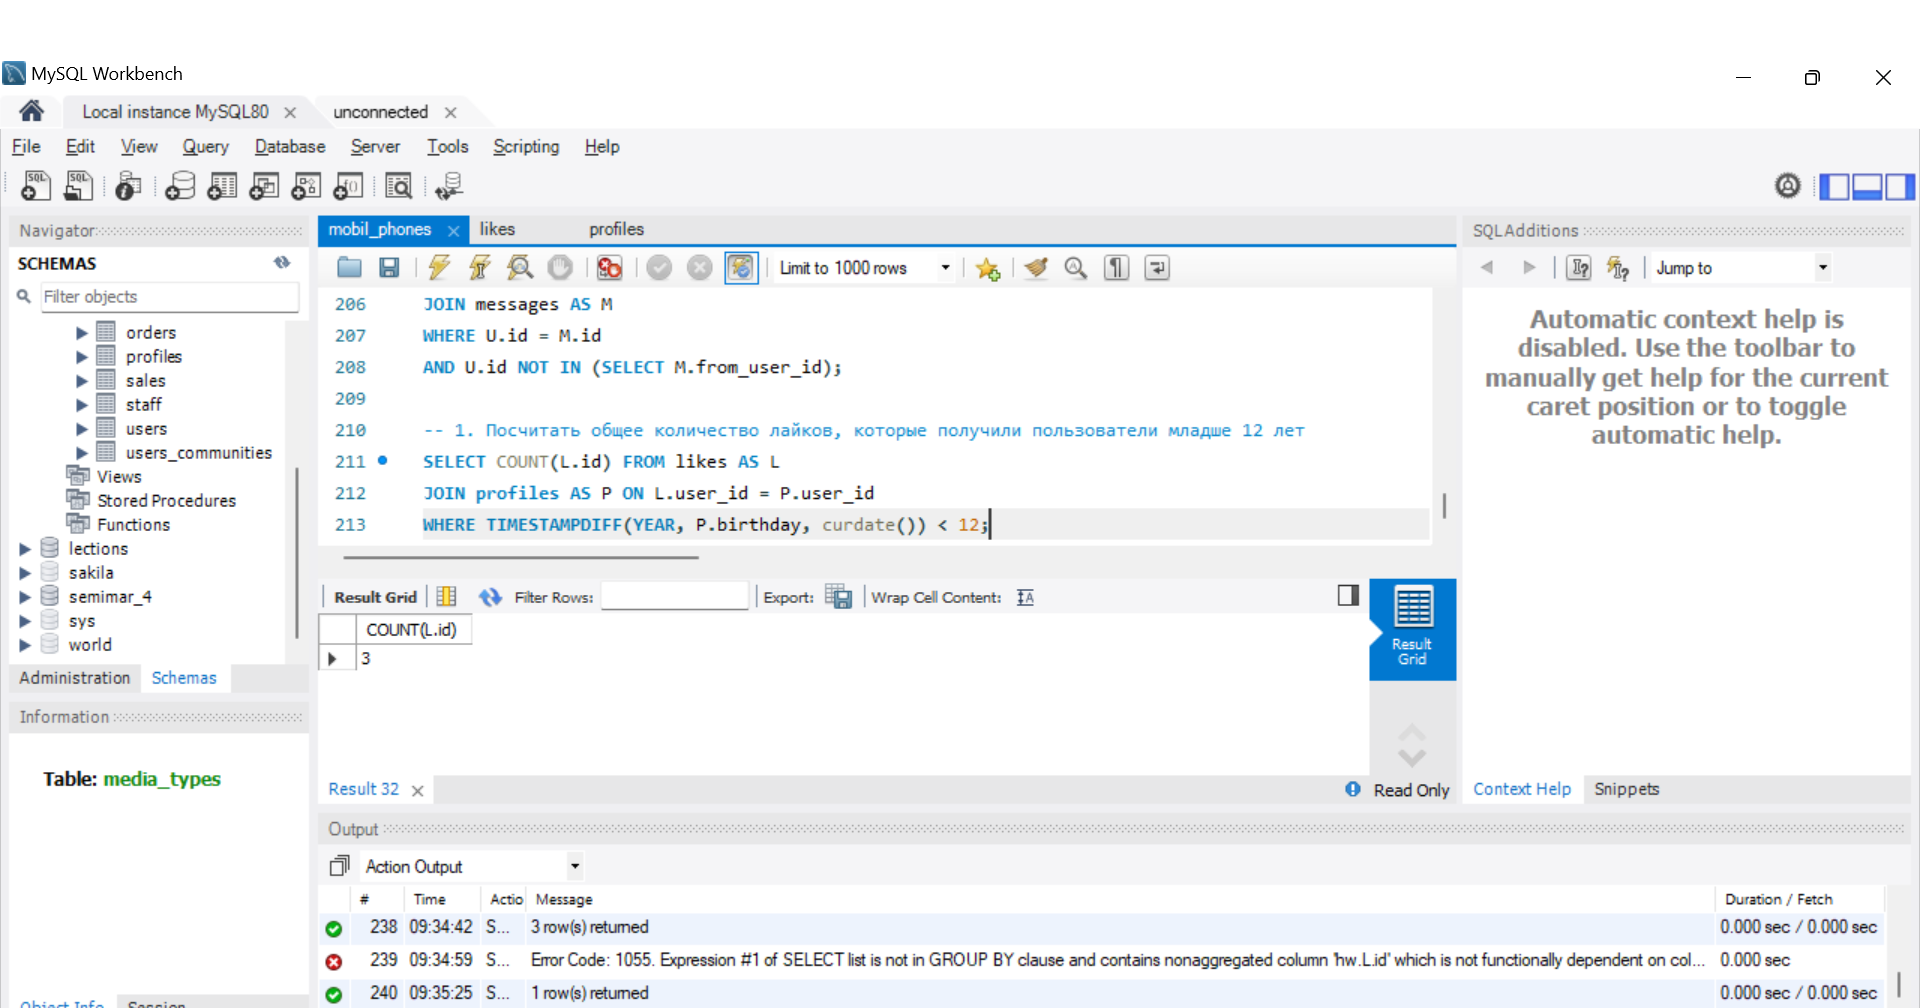 MySQL Workbench
Local instance MySQL80
unconnected
File Edit View Query Database Server Tools Scripting Help
Navigator
SCHEMAS
Filter objects
orders
profiles
sales
staff
users
users_communities
Views
Stored Procedures
Functions
lections
sakila
semimar_4
sys
world
Administration Schemas
Information
Table: media_types
Object Info Session
mobil_phones likes profiles
Limit to 1000 rows
206 JOIN messages AS M
207 WHERE U.id = M.id
208 AND U.id NOT IN (SELECT M.from_user_id);
209
210 -- 1. Посчитать общее количество лайков, которые получили пользователи младше 12 лет
211 SELECT COUNT(L.id) FROM likes AS L
212 JOIN profiles AS P ON L.user_id = P.user_id
213 WHERE TIMESTAMPDIFF(YEAR, P.birthday, curdate()) < 12;
Result Grid Filter Rows: Export: Wrap Cell Content:
COUNT(L.id)
3
Result
Grid
Result 32
Read Only
SQLAdditions
Jump to
Automatic context help is
disabled. Use the toolbar to
manually get help for the current
caret position or to toggle
automatic help.
Context Help Snippets
Output
Action Output
# Time Actio Message Duration / Fetch
238 09:34:42 S... 3 row(s) returned 0.000 sec / 0.000 sec
239 09:34:59 S... Error Code: 1055. Expression #1 of SELECT list is not in GROUP BY clause and contains nonaggregated column 'hw.L.id' which is not functionally dependent on col... 0.000 sec
240 09:35:25 S... 1 row(s) returned 0.000 sec / 0.000 sec